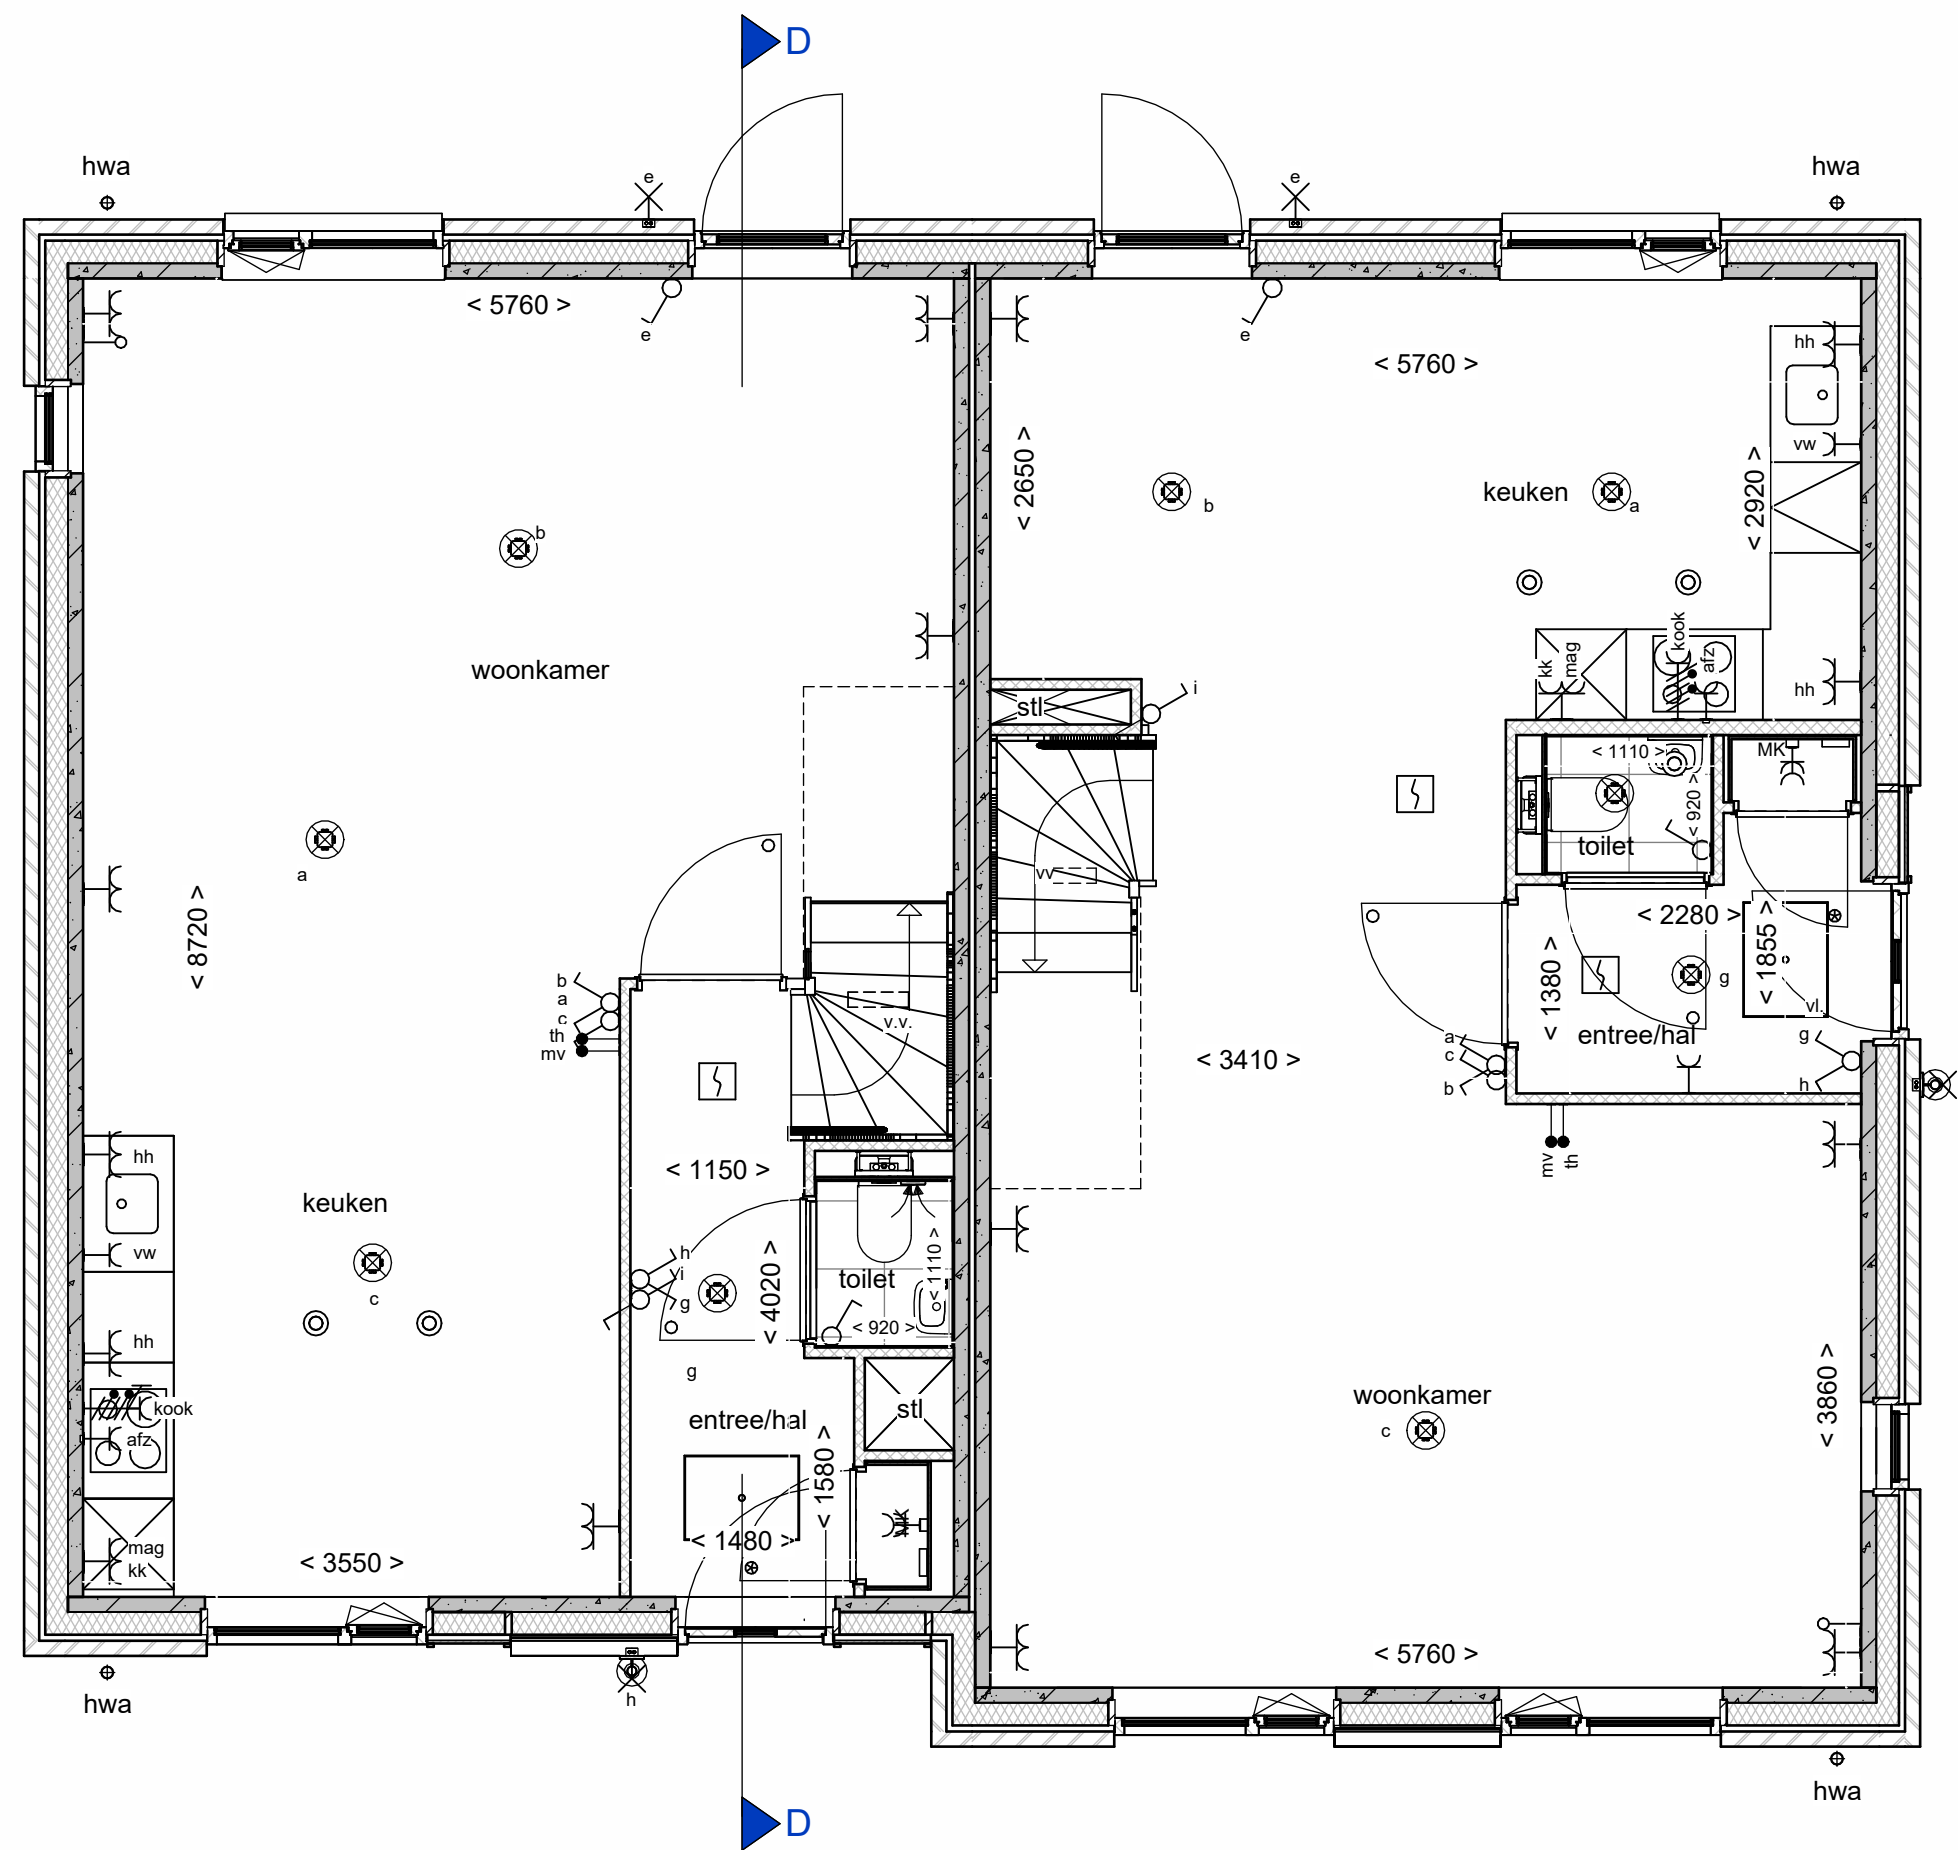 D
hwa
e
e
hwa
< 5760 >
e
e
< 5760 >
hh
vw
< 2650 >
< 2920 >
b
b
keuken
a
woonkamer
kook
kk
mag
afz
hh
stl
i
< 1110 >
MK
< 920 >
toilet
a
vv
< 8720 >
< 2280 >
< 1855 >
< 1380 >
g
vl.
b
a
c
th
mv
v.v.
entree/hal
a
c
b
g
h
< 3410 >
< 1150 >
mv
th
hh
keuken
vw
c
hh
h
i
g
< 4020 >
toilet
< 1110 >
< 920 >
g
kook
afz
entree/hal
stl
woonkamer
c
< 3860 >
< 1580 >
MK
< 1480 >
mag
kk
< 3550 >
< 5760 >
hwa
h
hwa
D